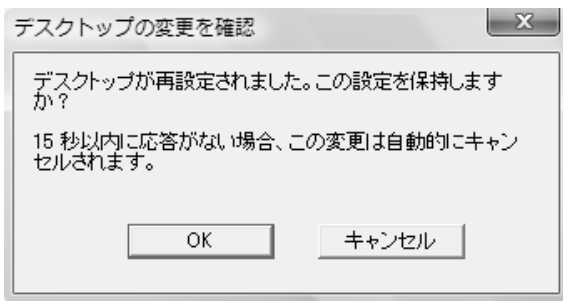 デスクトップの変更を確認
デスクトップが再設定されました。この設定を保持します
か？
15 秒以内に応答がない場合、この変更は自動的にキャン
セルされます。
OK
キャンセル